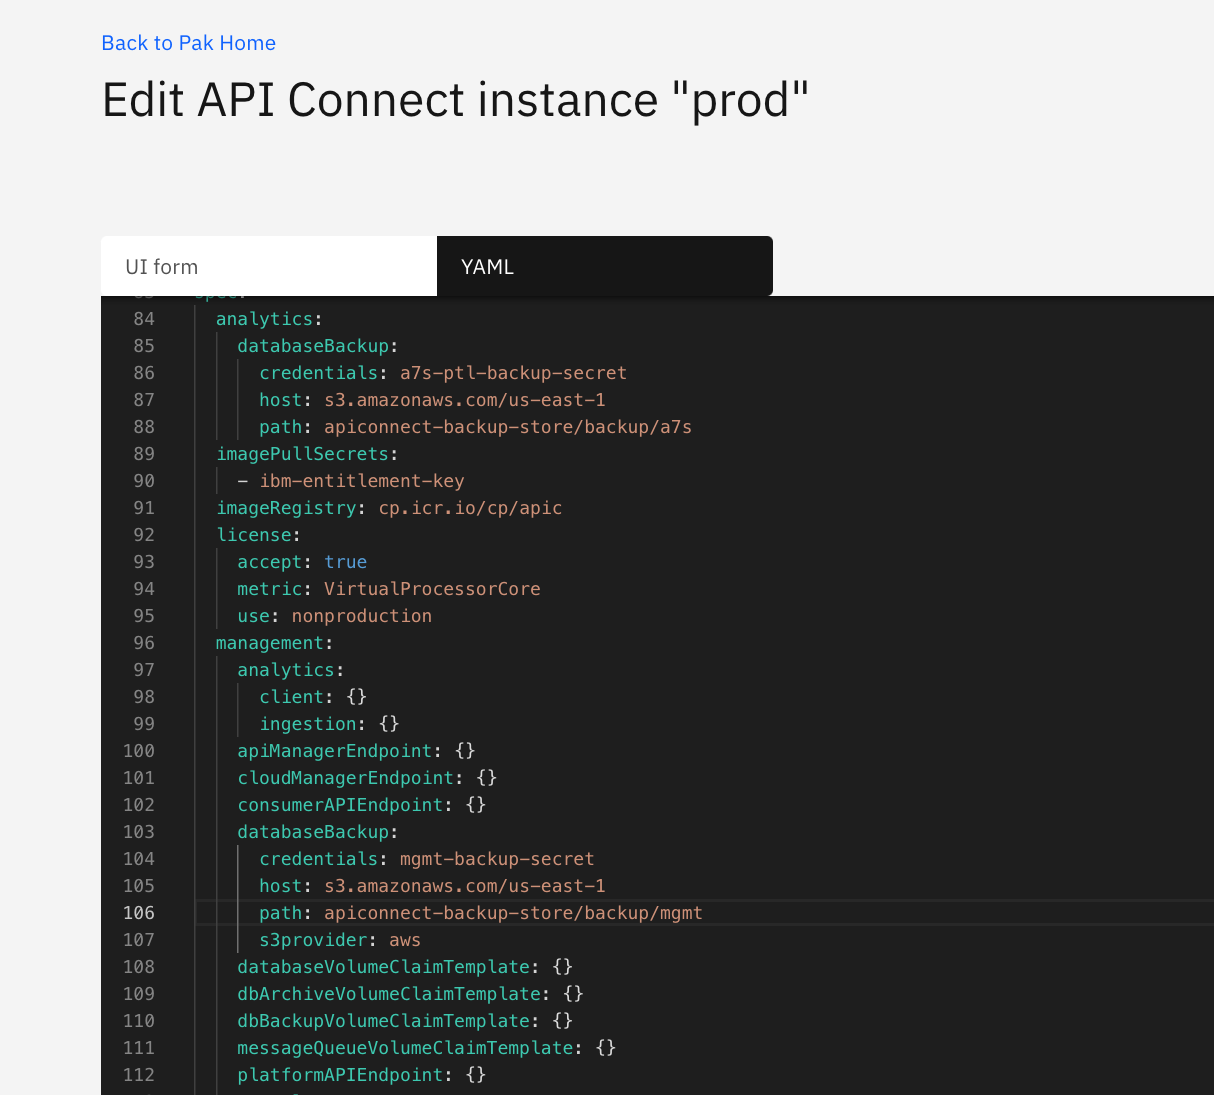 Back to Pak Home
Edit API Connect instance "prod"
UI form
YAML
84 analytics:
85 databaseBackup:
86 credentials: a7s-ptl-backup-secret
87 host: s3.amazonaws.com/us-east-1
88 path: apiconnect-backup-store/backup/a7s
89 imagePullSecrets:
90 - ibm-entitlement-key
91 imageRegistry: cp.icr.io/cp/apic
92 license:
93 accept: true
94 metric: VirtualProcessorCore
95 use: nonproduction
96 management:
97 analytics:
98 client: {}
99 ingestion: {}
100 apiManagerEndpoint: {}
101 cloudManagerEndpoint: {}
102 consumerAPIEndpoint: {}
103 databaseBackup:
104 credentials: mgmt-backup-secret
105 host: s3.amazonaws.com/us-east-1
106 path: apiconnect-backup-store/backup/mgmt
107 s3provider: aws
108 databaseVolumeClaimTemplate: {}
109 dbArchiveVolumeClaimTemplate: {}
110 dbBackupVolumeClaimTemplate: {}
111 messageQueueVolumeClaimTemplate: {}
112 platformAPIEndpoint: {}